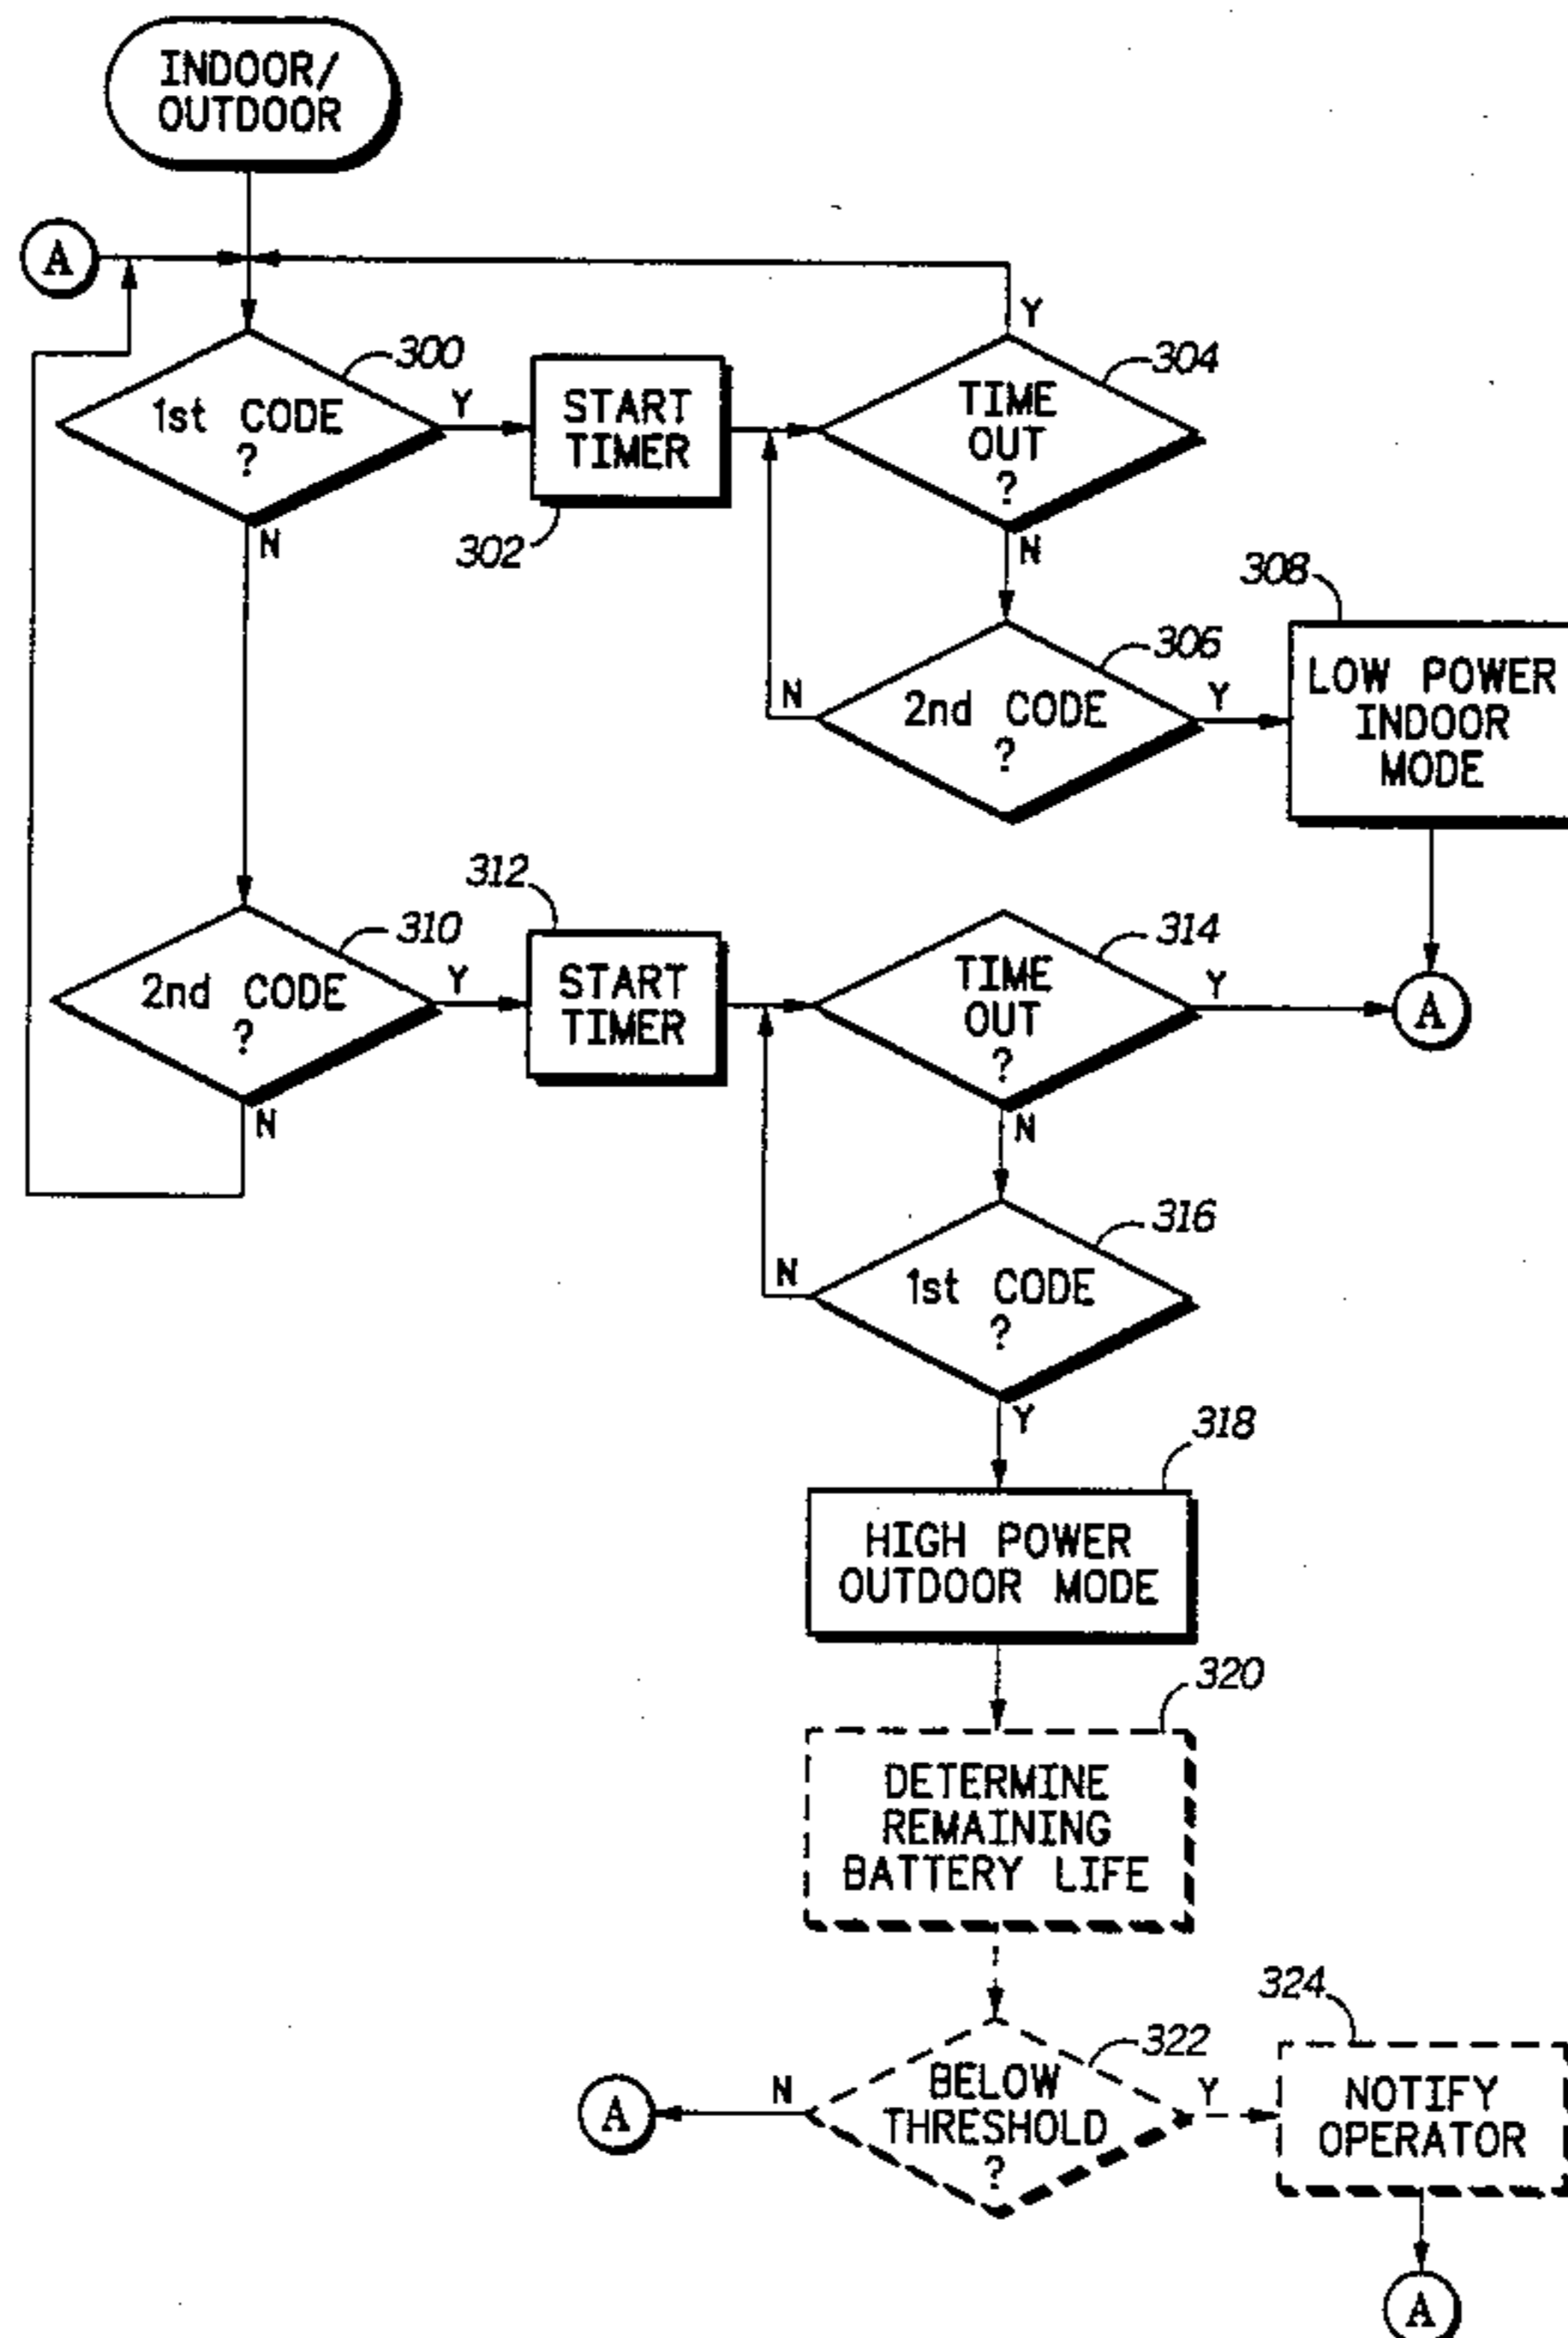 INDOOR/
OUTDOOR
A
300
1st CODE
?
Y
N
START
TIMER
302
Y
304
TIME
OUT
?
N
306
2nd CODE
?
N
Y
308
LOW POWER
INDOOR
MODE
A
310
2nd CODE
?
Y
N
312
START
TIMER
314
TIME
OUT
?
Y
N
316
1st CODE
?
N
Y
318
HIGH POWER
OUTDOOR MODE
320
DETERMINE
REMAINING
BATTERY LIFE
322
BELOW
THRESHOLD
?
N
A
Y
324
NOTIFY
OPERATOR
A